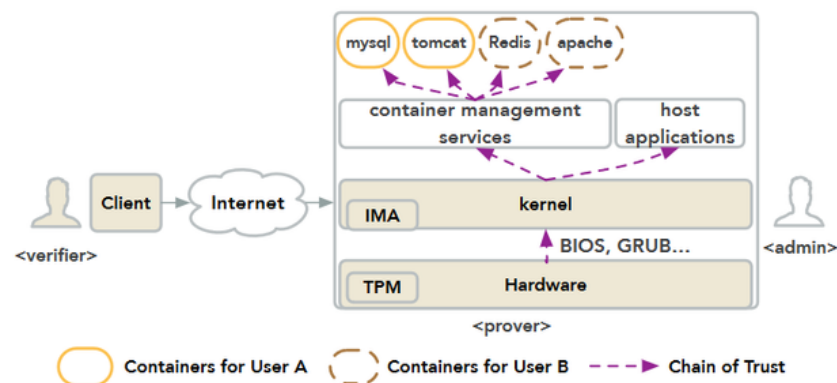 mysql tomcat Redis apache
container management services
host applications
Client
Internet
kernel
IMA
<verifier>
<admin>
BIOS, GRUB...
TPM
Hardware
<prover>
Containers for User A
Containers for User B
Chain of Trust